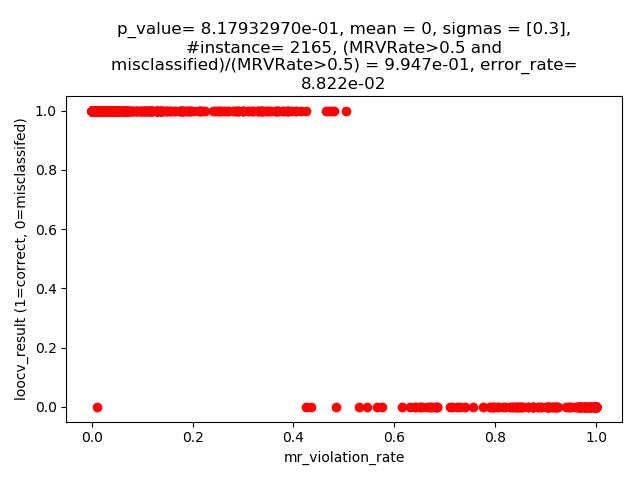 p_value= 8.17932970e-01, mean = 0, sigmas = [0.3],
#instance= 2165, (MRVRate>0.5 and
misclassified)/(MRVRate>0.5) = 9.947e-01, error_rate=
8.822e-02
loocv_result (1=correct, 0=misclassifed)
1.0
0.8
0.6
0.4
0.2
0.0
0.0 0.2 0.4 0.6 0.8 1.0
mr_violation_rate